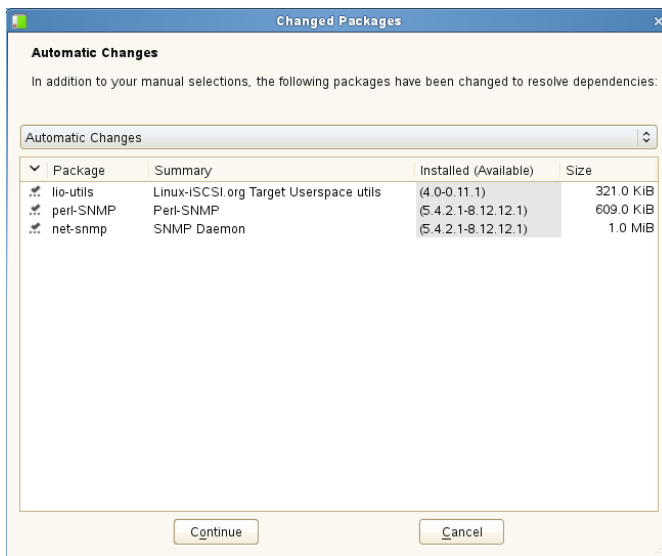 Changed Packages
Automatic Changes
In addition to your manual selections, the following packages have been changed to resolve dependencies:
Automatic Changes
Package Summary Installed (Available) Size
lio-utils Linux-iSCSI.org Target Userspace utils (4.0-0.11.1) 321.0 KiB
perl-SNMP Perl-SNMP (5.4.2.1-8.12.12.1) 609.0 KiB
net-snmp SNMP Daemon (5.4.2.1-8.12.12.1) 1.0 MiB
Continue Cancel